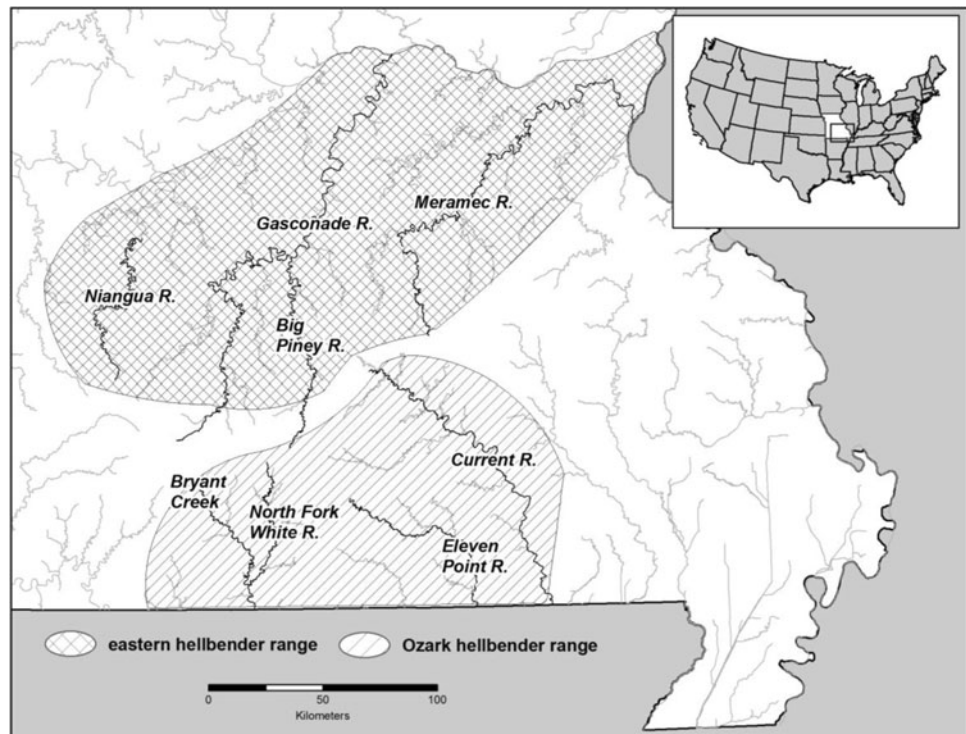 Gasconade R.
Meramec R.
Niangua R.
Big
Piney R.
Bryant
Creek
North Fork
White R.
Current R.
Eleven
Point R.
eastern hellbender range
Ozark hellbender range
0
50
100
Kilometers